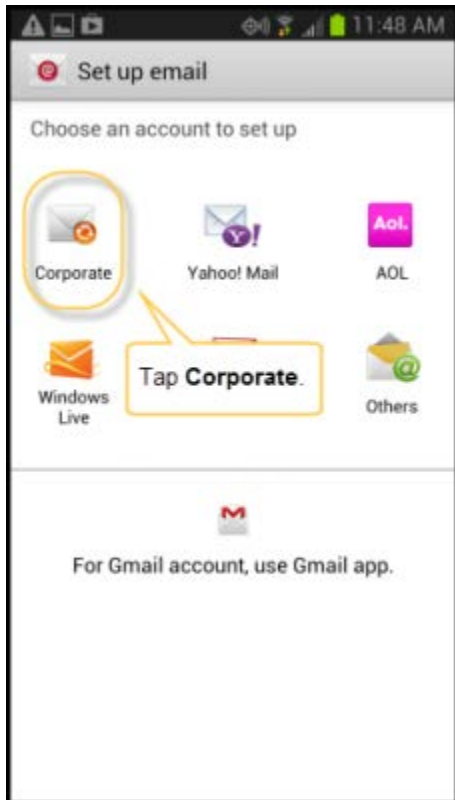 11:48 AM
Set up email
Choose an account to set up
Aol.
Corporate
Yahoo! Mail
AOL
Tap Corporate.
Windows
Live
Others
For Gmail account, use Gmail app.